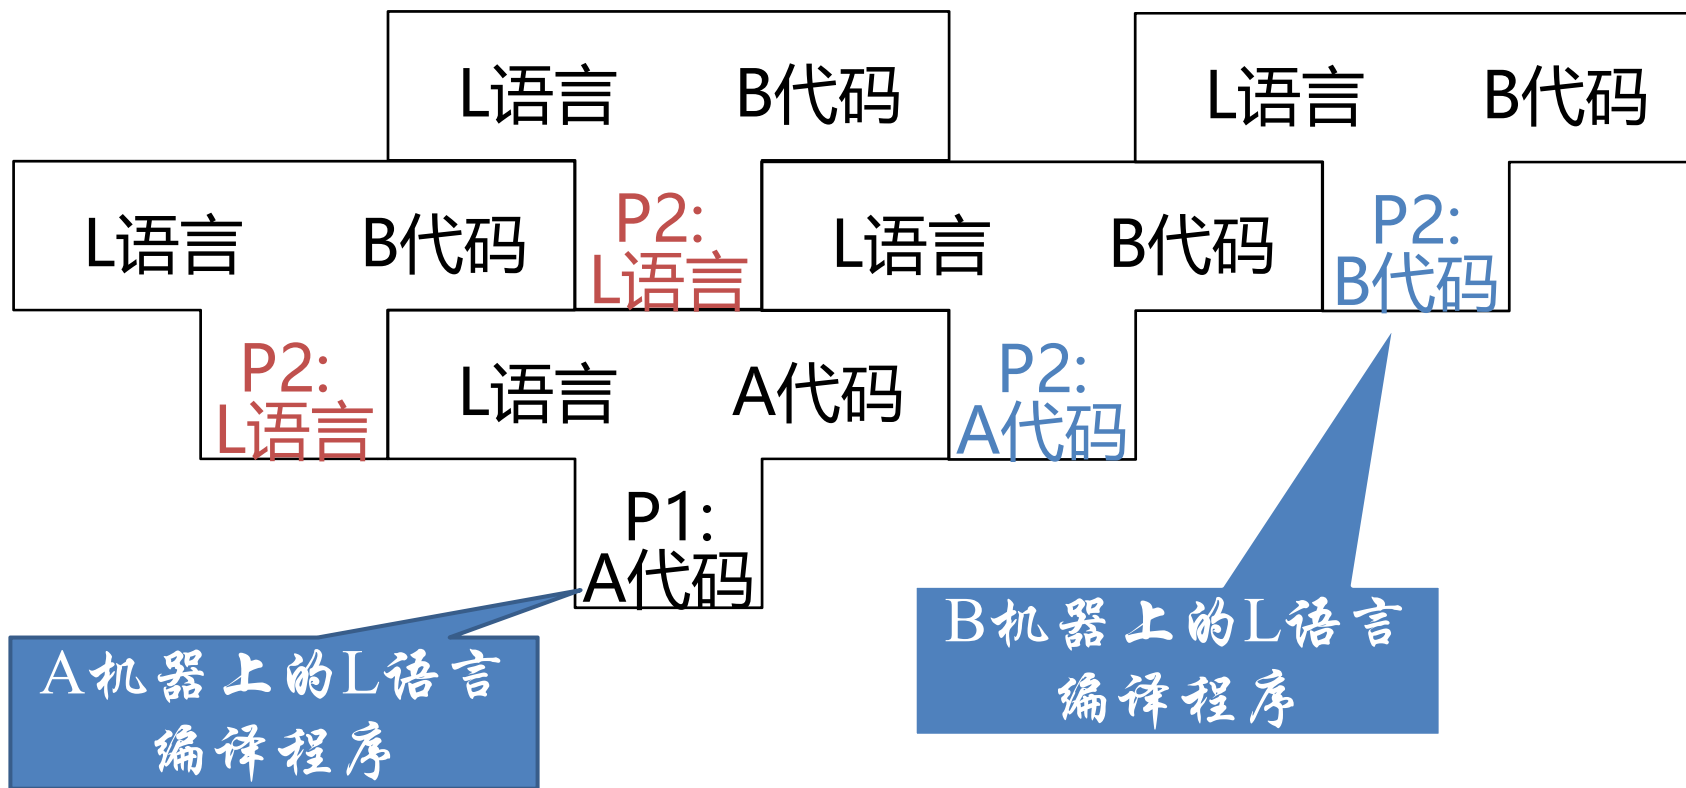 L语言 B代码
L语言 B代码
L语言 B代码
P2:
L语言
L语言 B代码
P2:
B代码
P2:
L语言
L语言 A代码
P2:
A代码
P1:
A代码
A机器上的L语言
编译程序
B机器上的L语言
编译程序